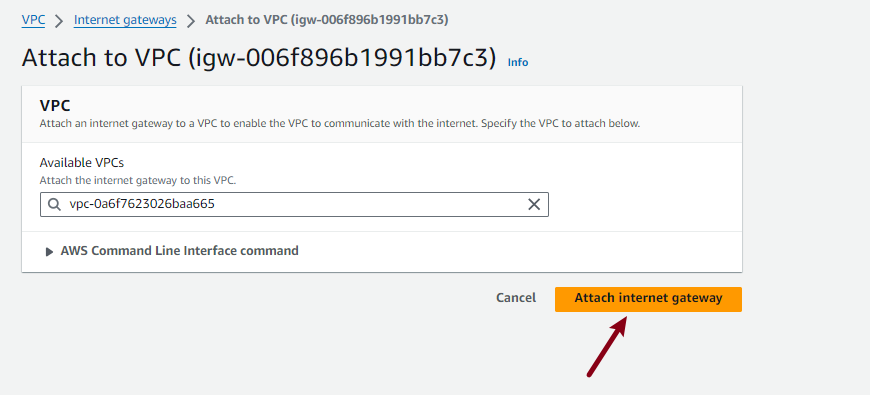 VPC > Internet gateways > Attach to VPC (igw-006f896b1991bb7c3)
Attach to VPC (igw-006f896b1991bb7c3) Info
VPC
Attach an internet gateway to a VPC to enable the VPC to communicate with the internet. Specify the VPC to attach below.
Available VPCs
Attach the internet gateway to this VPC.
vpc-0a6f7623026baa665
AWS Command Line Interface command
Cancel Attach internet gateway